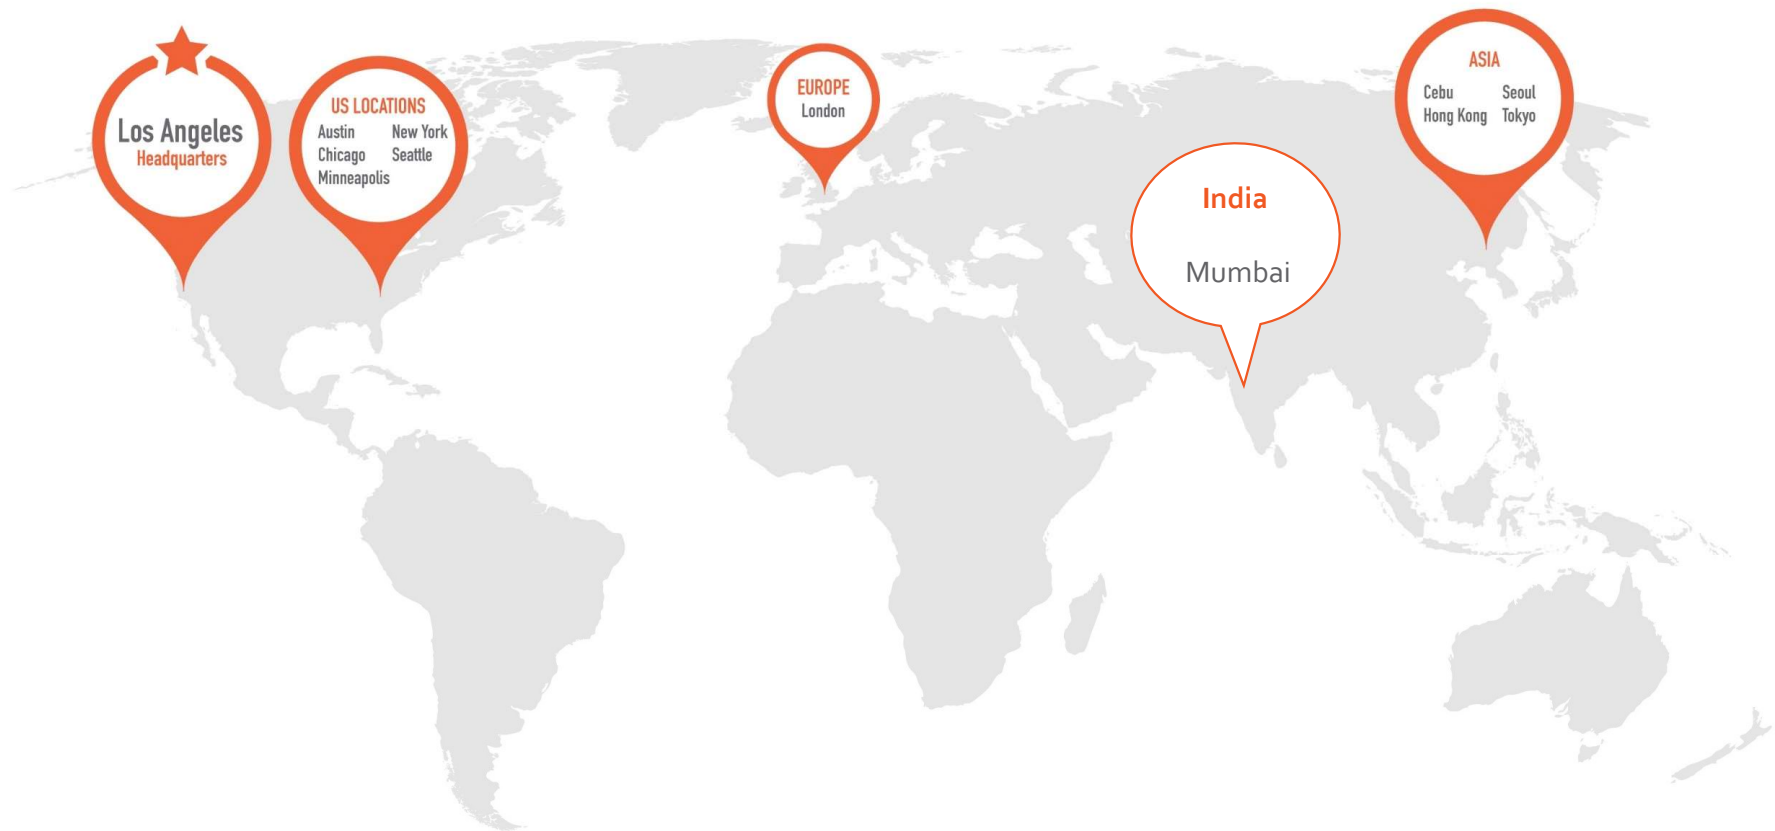 Los Angeles
Headquarters
US LOCATIONS
Austin New York
Chicago Seattle
Minneapolis
EUROPE
London
India
Mumbai
ASIA
Cebu Seoul
Hong Kong Tokyo